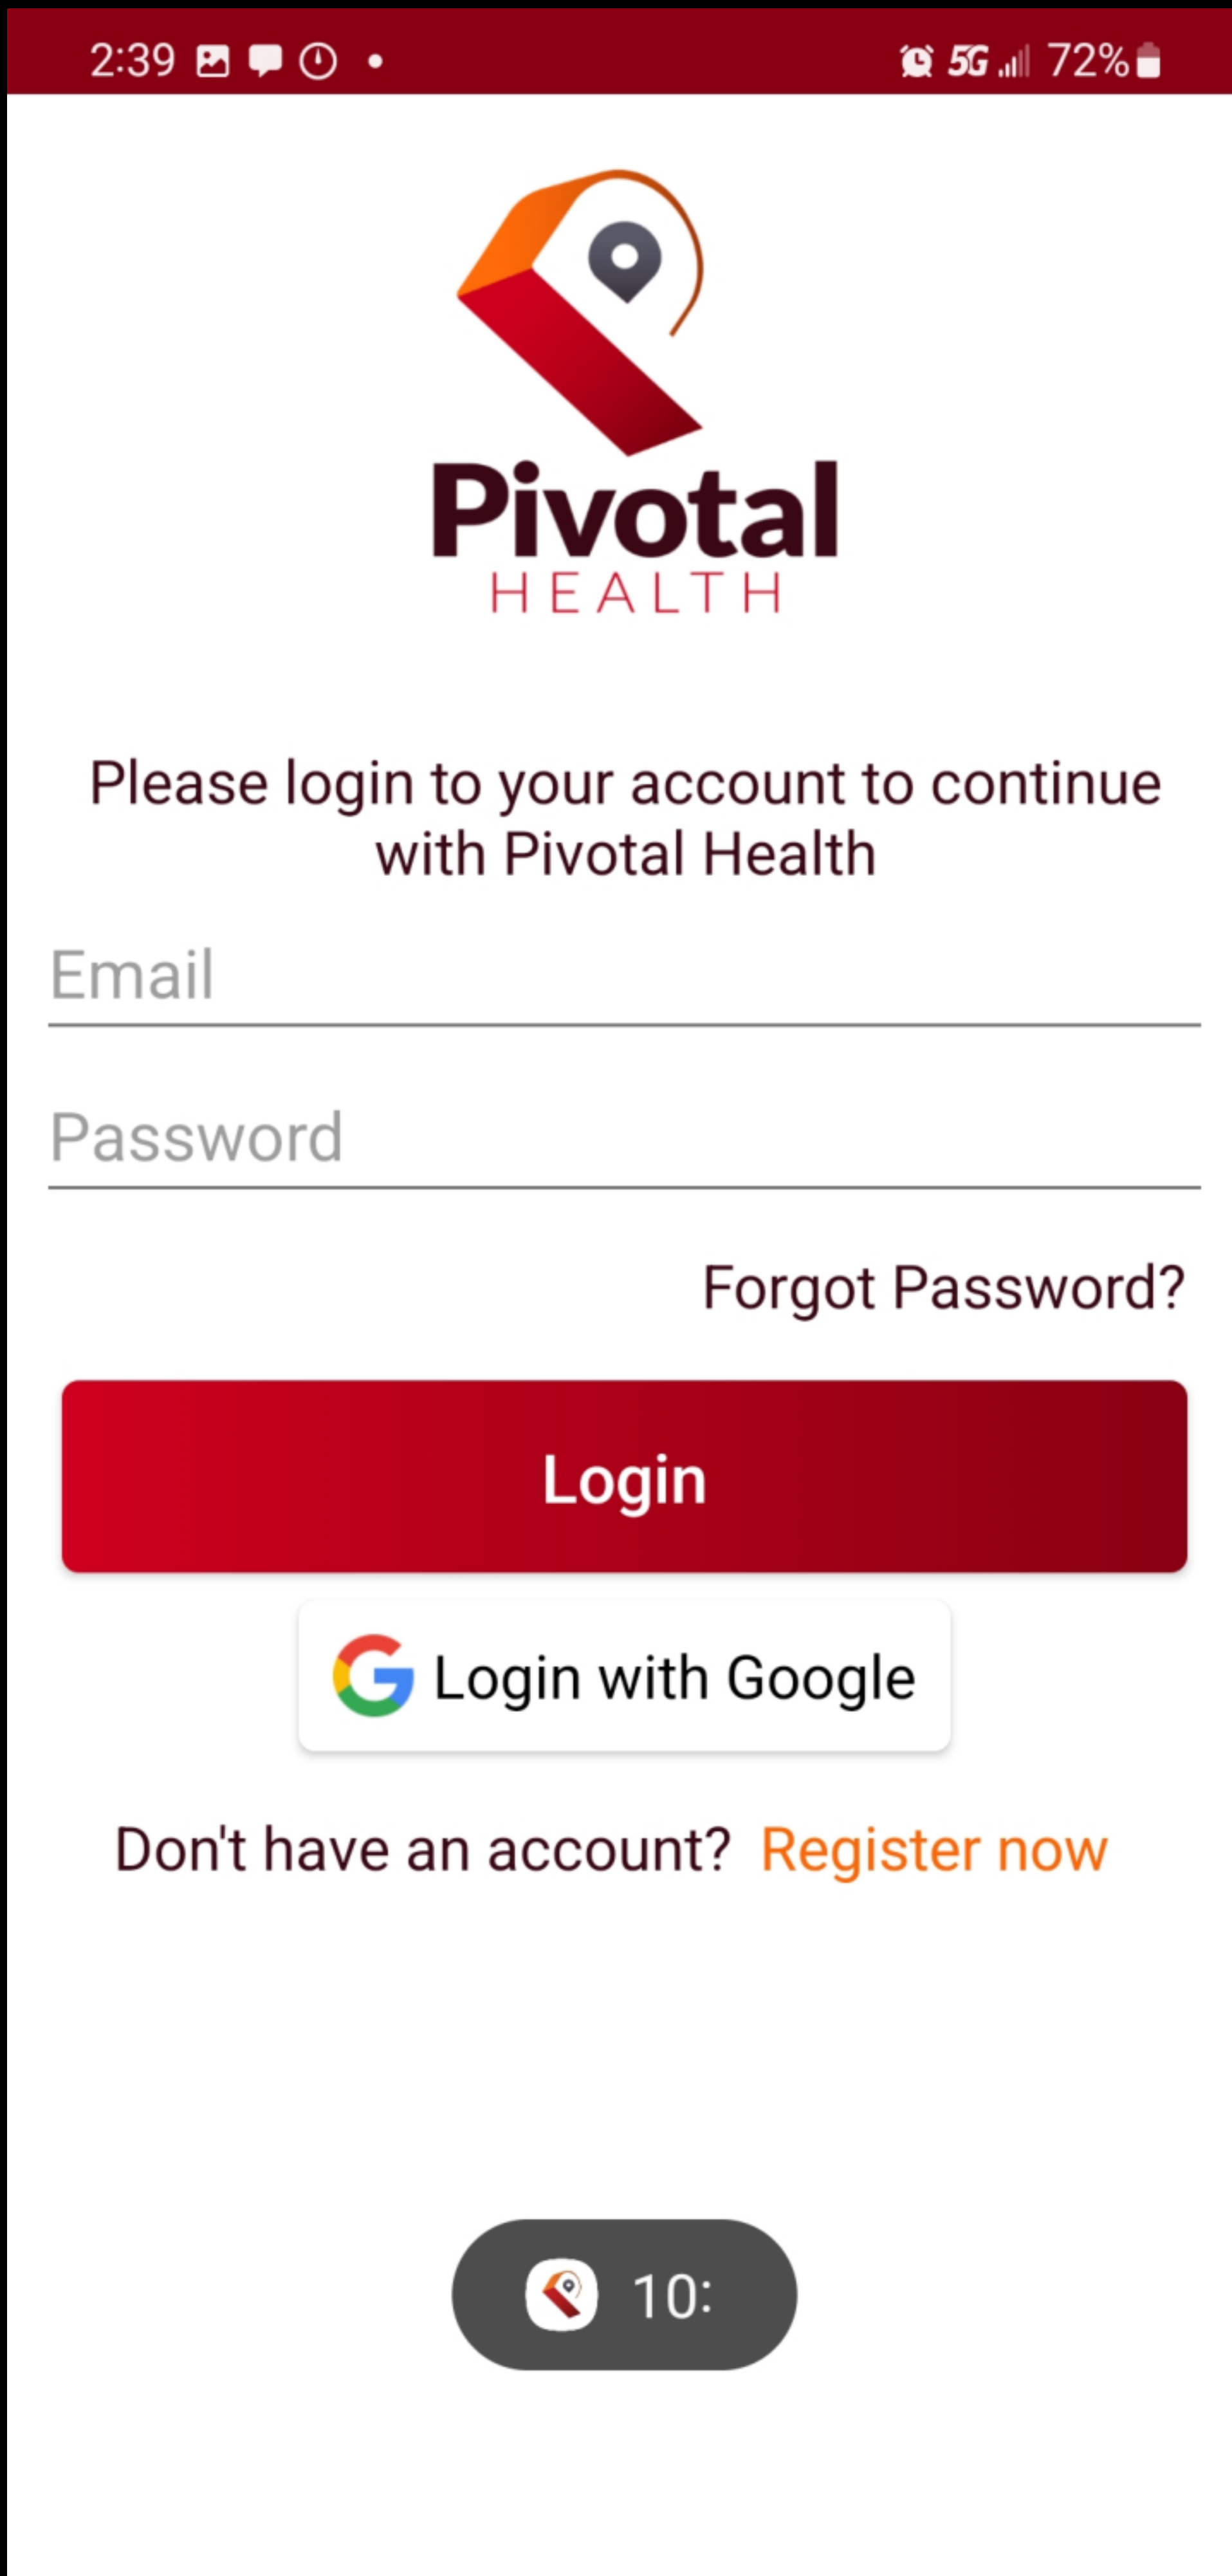 2:39 5G 72%
Pivotal
HEALTH
Please login to your account to continue
with Pivotal Health
Email
Password
Forgot Password?
Login
Login with Google
Don't have an account? Register now
10: